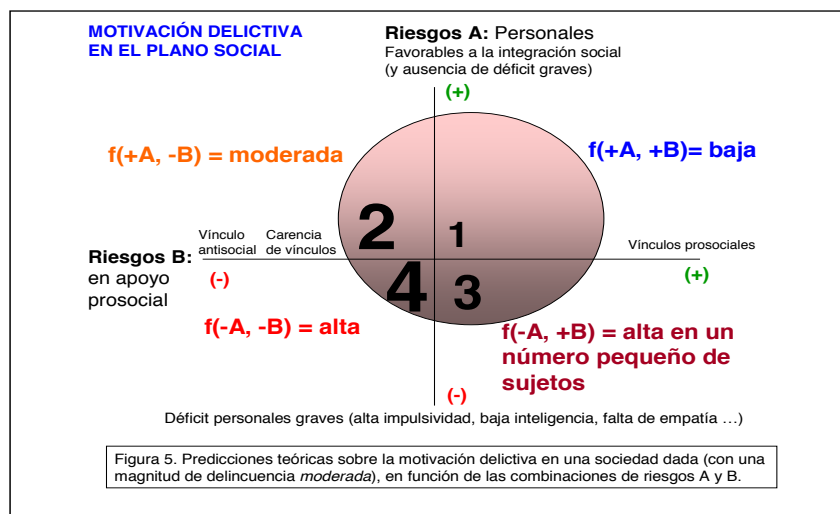 MOTIVACIÓN DELICTIVA
EN EL PLANO SOCIAL
Riesgos A: Personales
Favorables a la integración social
(y ausencia de déficit graves)
(+)
f(+A, -B) = moderada
f(+A, +B)= baja
2
1
Vínculo
antisocial
Carencia
de vínculos
Vínculos prosociales
Riesgos B:
en apoyo
prosocial
(-)
(+)
4
3
f(-A, -B) = alta
f(-A, +B) = alta en un
número pequeño de
sujetos
(-)
Déficit personales graves (alta impulsividad, baja inteligencia, falta de empatía …)
Figura 5. Predicciones teóricas sobre la motivación delictiva en una sociedad dada (con una
magnitud de delincuencia moderada), en función de las combinaciones de riesgos A y B.